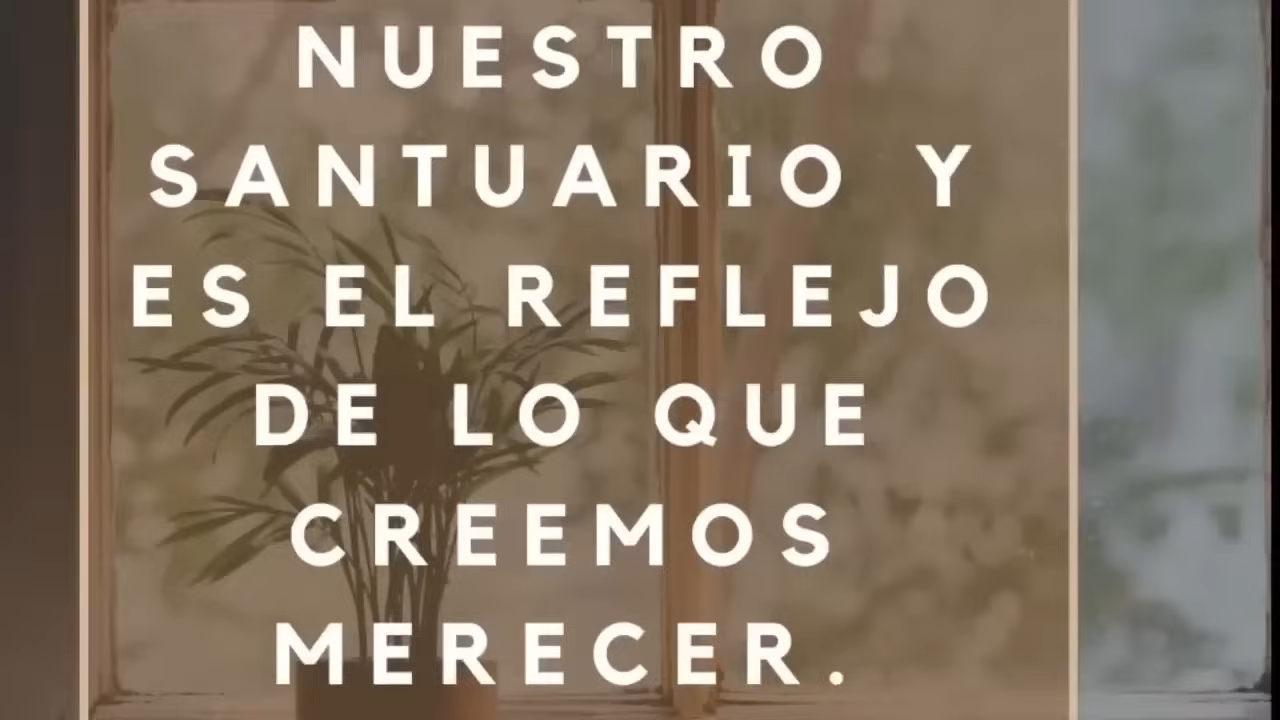 NUESTRO
SANTUARIO Y
ES EL REFLEJO
DE LO QUE
CREEMOS
MERECER.